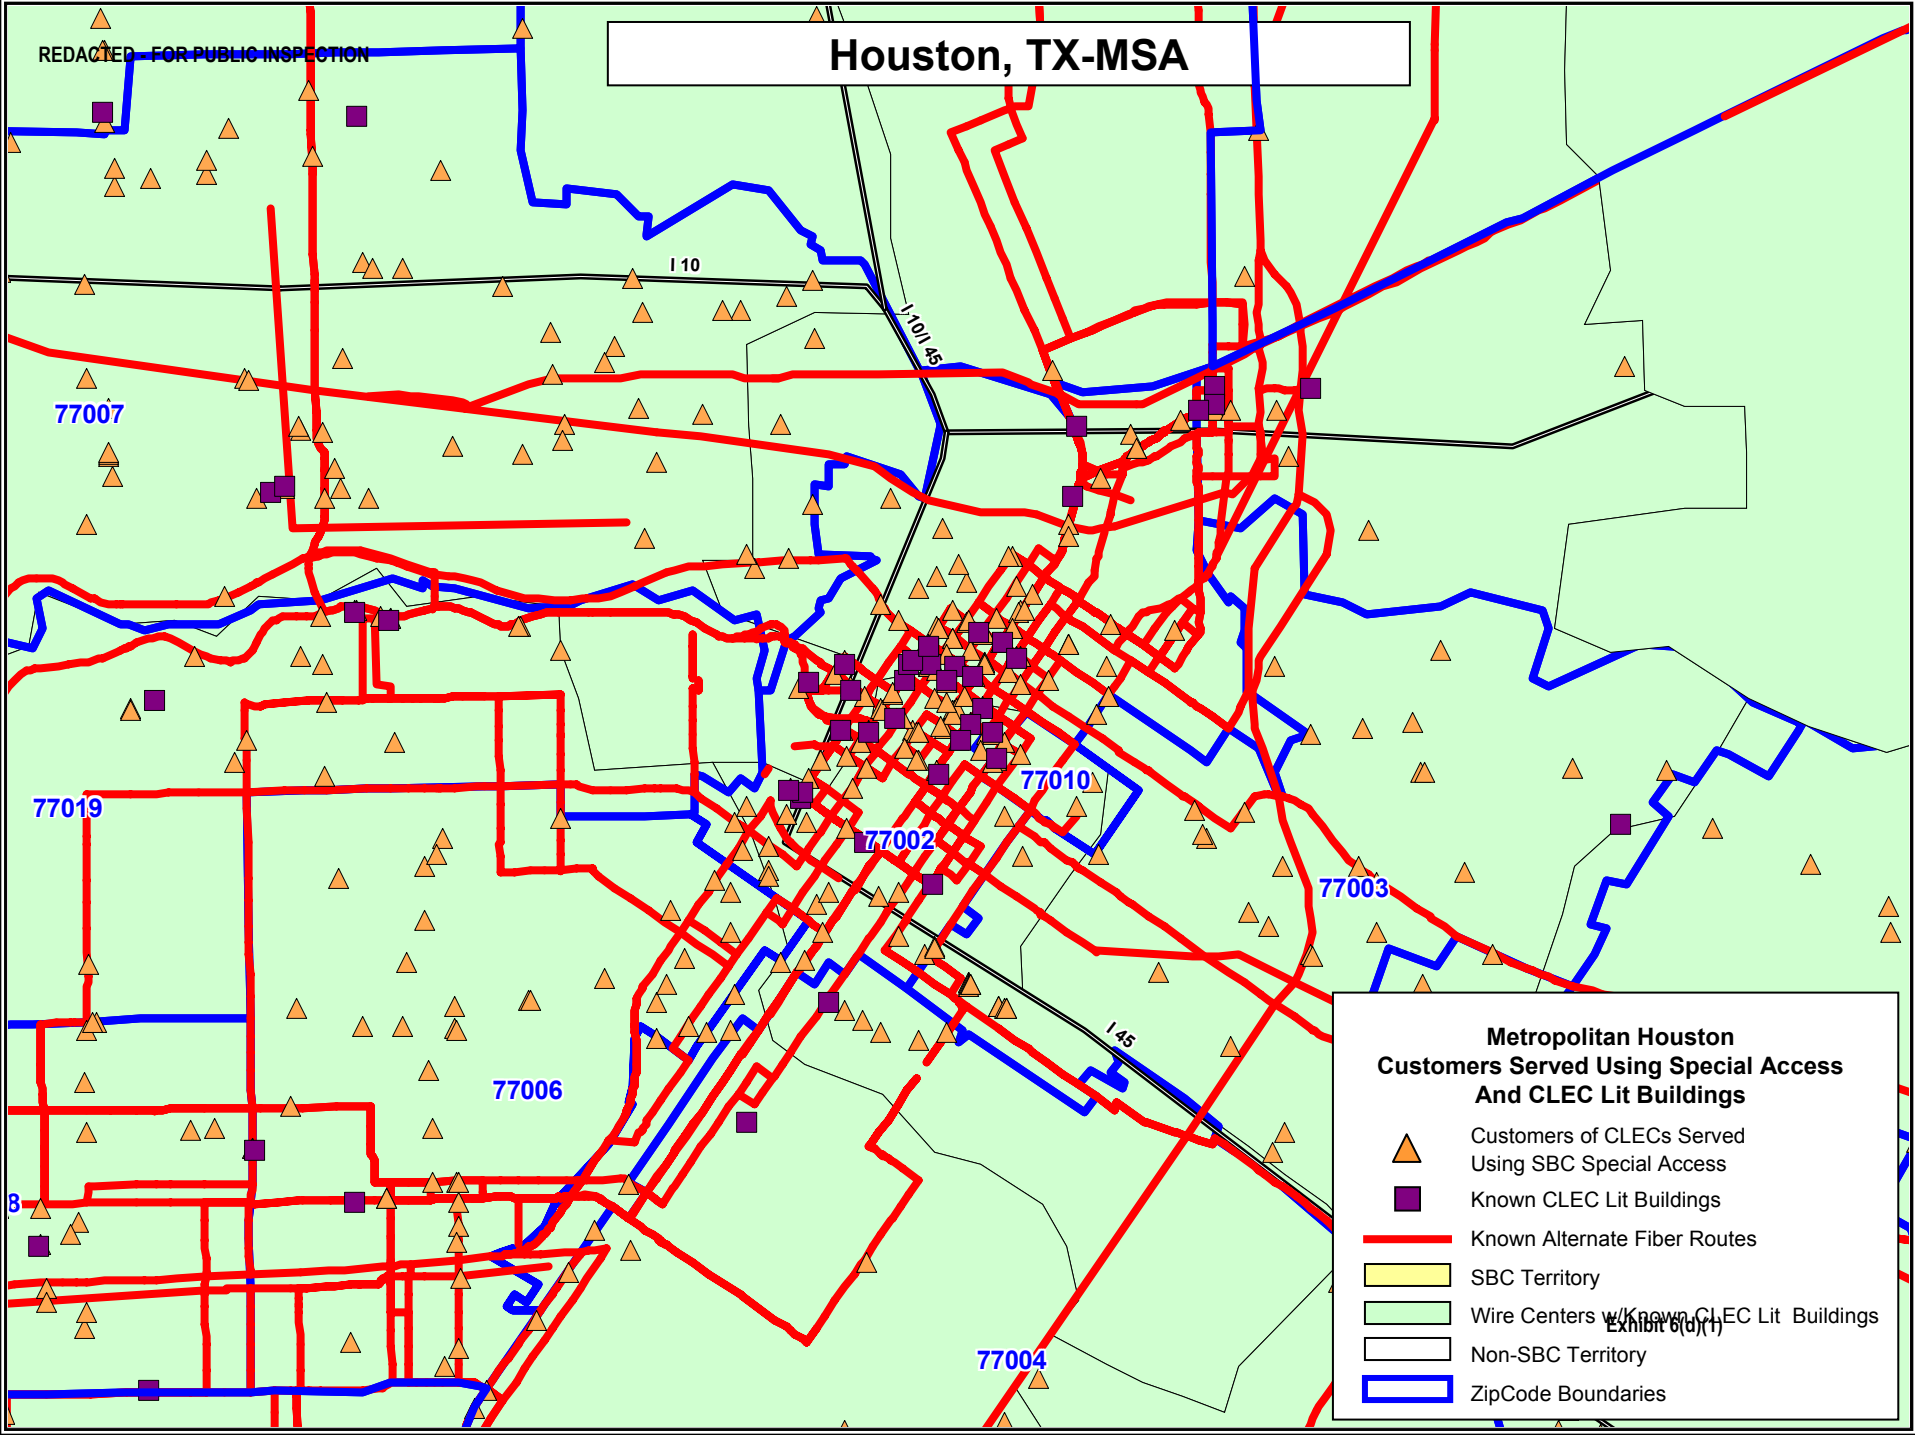 REDACTED - FOR PUBLIC INSPECTION
Houston, TX-MSA
I 10
I 10/I 45
77007
77010
77019
77002
77003
I 45
77006
8
77004
Metropolitan Houston
Customers Served Using Special Access
And CLEC Lit Buildings
Customers of CLECs Served
Using SBC Special Access
Known CLEC Lit Buildings
Known Alternate Fiber Routes
SBC Territory
Wire Centers w/Known CLEC Lit Buildings
Exhibit 6(d)(1)
Non-SBC Territory
ZipCode Boundaries